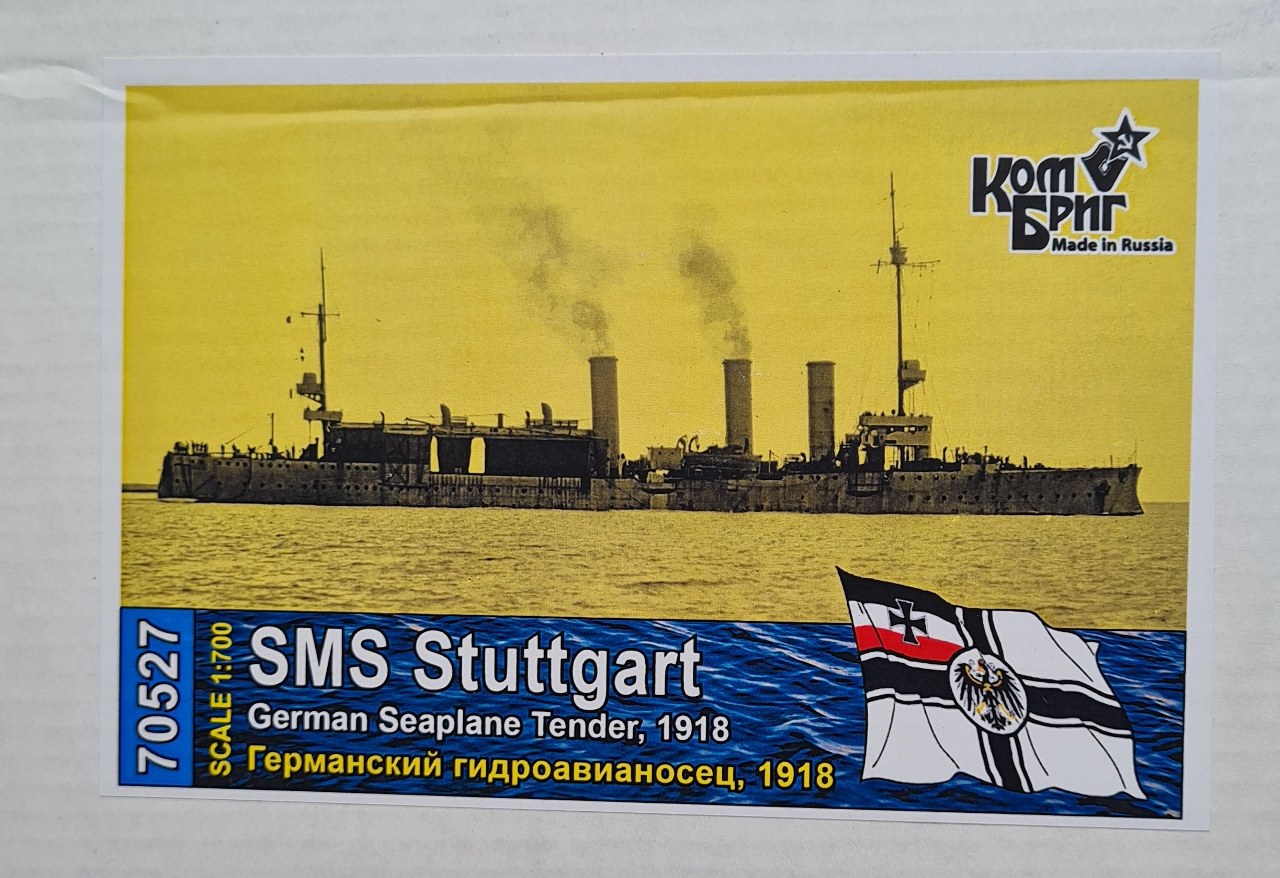 Ком
Бриг
Made in Russia
70527
SCALE 1:700
SMS Stuttgart
German Seaplane Tender, 1918
Германский гидроавианосец, 1918